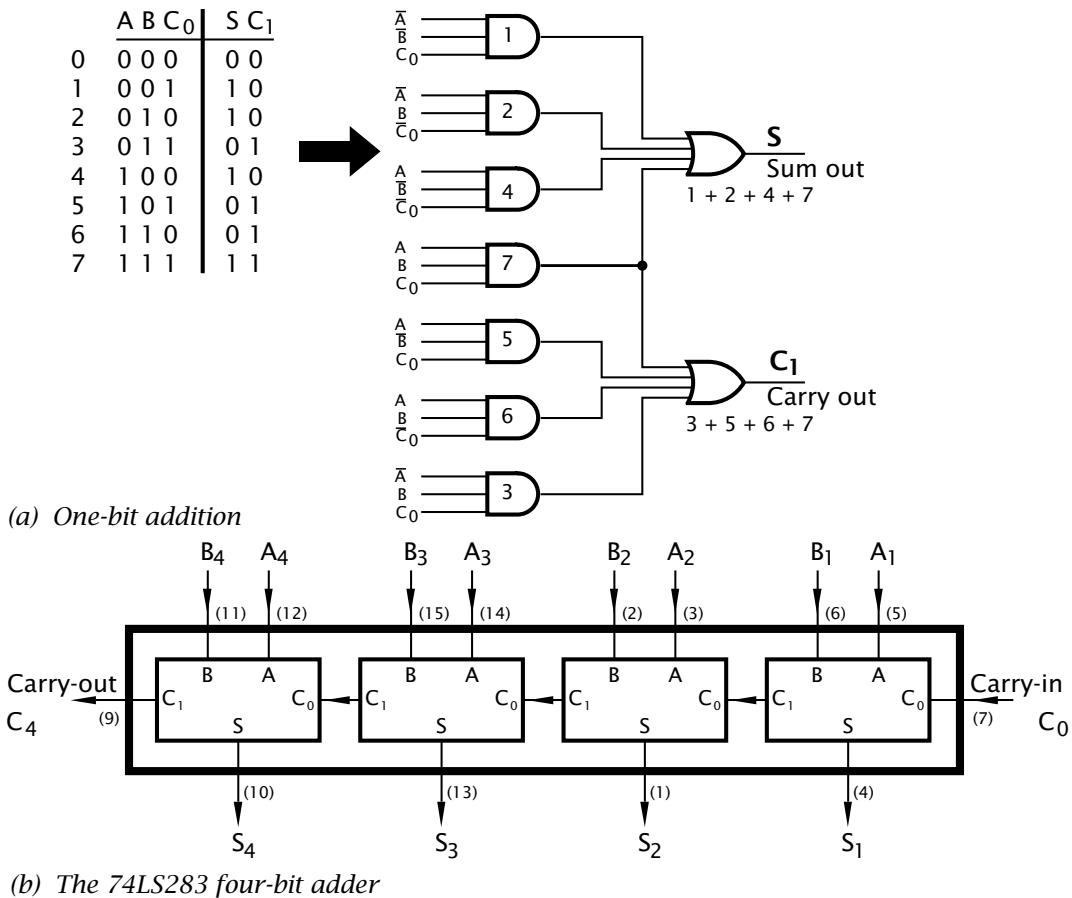 A B C₀ S C₁
0 0 0 0 0 0
1 0 0 1 1 0
2 0 1 0 1 0
3 0 1 1 0 1
4 1 0 0 1 0
5 1 0 1 0 1
6 1 1 0 0 1
7 1 1 1 1 1
A̅
B̅
C₀
1
A̅
B
C̅₀
2
A
B̅
C̅₀
4
A
B
C₀
7
A
B̅
C₀
5
A
B
C̅₀
6
A̅
B
C₀
3
S
Sum out
1 + 2 + 4 + 7
C₁
Carry out
3 + 5 + 6 + 7
(a) One-bit addition
B₄ A₄ B₃ A₃ B₂ A₂ B₁ A₁
(11) (12) (15) (14) (2) (3) (6) (5)
B A B A B A B A
Carry-out C₁ C₀ C₁ C₀ C₁ C₀ C₁ C₀ Carry-in
C₄ (9) S S S S (7) C₀
(10) (13) (1) (4)
S₄ S₃ S₂ S₁
(b) The 74LS283 four-bit adder